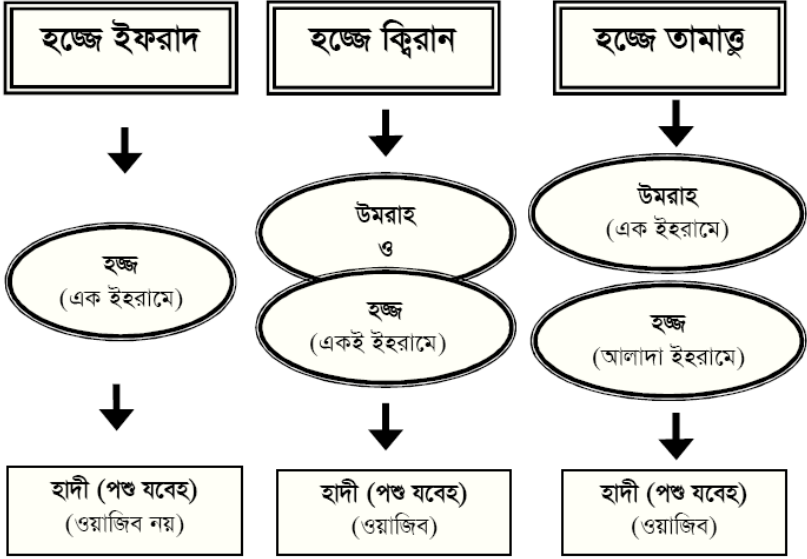 হজ্জে ইফরাদ
হজ্জ
(এক ইহরামে)
হাদী (পশু যবেহ)
(ওয়াজিব নয়)
হজ্জে ক্বিরান
উমরাহ
ও
হজ্জ
(একই ইহরামে)
হাদী (পশু যবেহ)
(ওয়াজিব)
হজ্জে তামাত্তু
উমরাহ
(এক ইহরামে)
হজ্জ
(আলাদা ইহরামে)
হাদী (পশু যবেহ)
(ওয়াজিব)